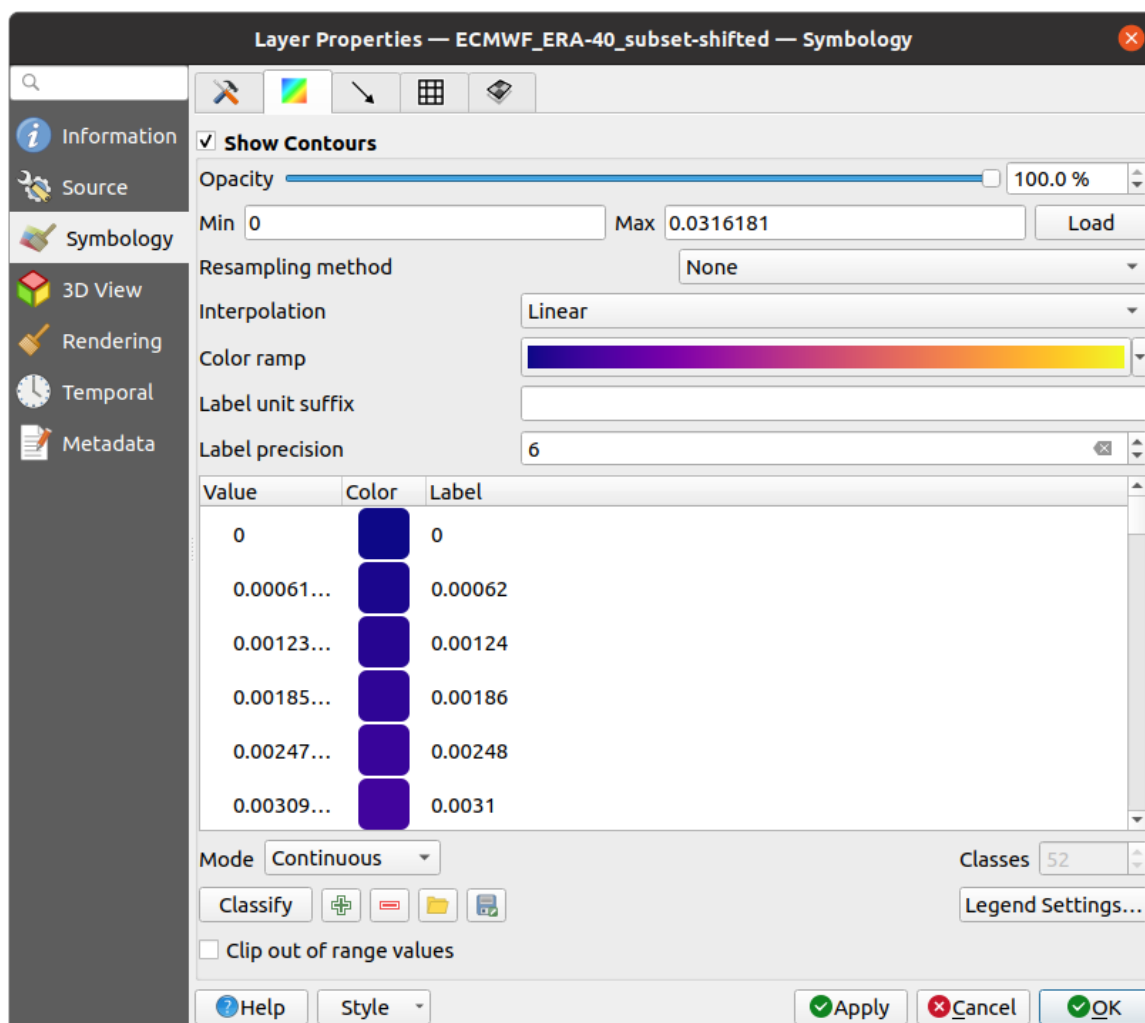 Layer Properties — ECMWF_ERA-40_subset-shifted — Symbology
Information
Source
Symbology
3D View
Rendering
Temporal
Metadata
Show Contours
Opacity 100.0 %
Min 0 Max 0.0316181 Load
Resampling method None
Interpolation Linear
Color ramp
Label unit suffix
Label precision 6
Value Color Label
0 0
0.00061… 0.00062
0.00123… 0.00124
0.00185… 0.00186
0.00247… 0.00248
0.00309… 0.0031
Mode Continuous Classes 52
Classify Legend Settings…
Clip out of range values
Help Style Apply Cancel OK